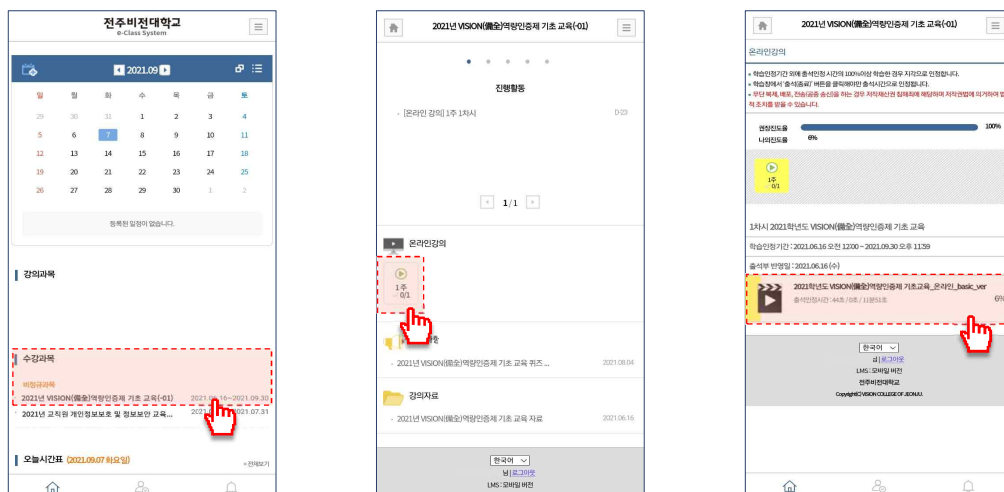 전주비전대학교
e-Class System
2021.09
일 월 화 수 목 금 토
29 30 31 1 2 3 4
5 6 7 8 9 10 11
12 13 14 15 16 17 18
19 20 21 22 23 24 25
26 27 28 29 30 1 2
등록된 일정이 없습니다.
강의과목
수강과목
비정규과목
2021년 VISION(備全)역량인증제 기초 교육(-01) 2021. 16~2021.09.30
2021년 교직원 개인정보보호 및 정보보안 교육... 2021.07.31
오늘시간표 (2021.09.07 화요일) + 전체보기
2021년 VISION(備全)역량인증제 기초 교육(-01)
진행활동
[온라인 강의] 1주 1차시 D-23
1/1
온라인강의
1주
0/1
2021년 VISION(備全)역량인증제 기초 교육 퀴즈 ... 2021.08.04
강의자료
2021년 VISION(備全)역량인증제 기초 교육 자료 2021.06.16
한국어
님 | 로그아웃
LMS : 모바일 버전
2021년 VISION(備全)역량인증제 기초 교육(-01)
온라인강의
학습인정기간 외에 출석인정 시간의 100%이상 학습한 경우 지각으로 인정합니다.
학습창에서 '출석(종료)' 버튼을 클릭해야만 출석시간으로 인정됩니다.
무단 복제, 배포, 전송(공중 송신)을 하는 경우 저작재산권 침해죄에 해당하며 저작권법에 의거하여 법
적 조치를 받을 수 있습니다.
권장진도율 100%
나의진도율 6%
1주
0/1
1차시 2021학년도 VISION(備全)역량인증제 기초 교육
학습인정기간 : 2021.06.16 오전 12:00 ~ 2021.09.30 오후 11:59
출석부 반영일 : 2021.06.16 (수)
2021학년도 VISION(備全)역량인증제 기초교육_온라인_basic_ver
출석인정시간 : 44초 / 0초 / 11분51초 6%
한국어
님 | 로그아웃
LMS : 모바일 버전
전주비전대학교
Copyright(C) VISION COLLEGE OF JEONJU.